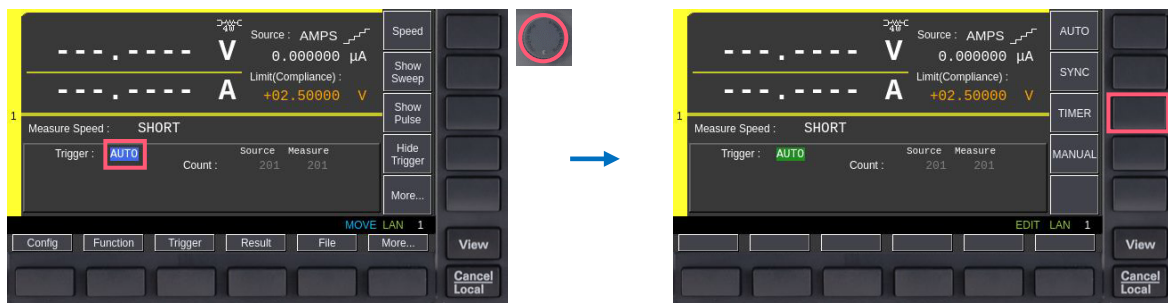 ---.---- V
4W
Source : AMPS
0.000000 µA
Limit(Compliance) :
---.---- A
+02.50000 V
1
Measure Speed : SHORT
Trigger : AUTO
Source Measure
Count : 201 201
Speed
Show Sweep
Show Pulse
Hide Trigger
More...
MOVE LAN 1
Config Function Trigger Result File More...
View
Cancel
Local
---.---- V
4W
Source : AMPS
0.000000 µA
Limit(Compliance) :
---.---- A
+02.50000 V
1
Measure Speed : SHORT
Trigger : AUTO
Source Measure
Count : 201 201
AUTO
SYNC
TIMER
MANUAL
EDIT LAN 1
View
Cancel
Local